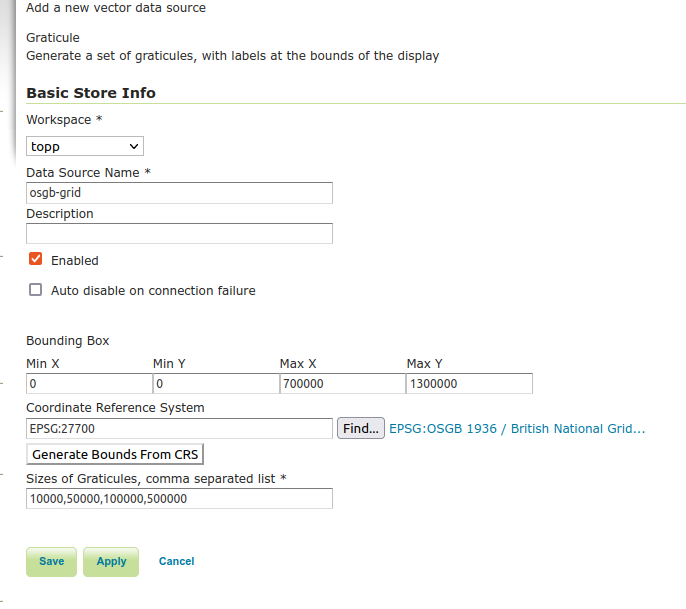 Add a new vector data source
Graticule
Generate a set of graticules, with labels at the bounds of the display
Basic Store Info
Workspace *
topp
Data Source Name *
osgb-grid
Description
Enabled
Auto disable on connection failure
Bounding Box
Min X Min Y Max X Max Y
0 0 700000 1300000
Coordinate Reference System
EPSG:27700 Find... EPSG:OSGB 1936 / British National Grid...
Generate Bounds From CRS
Sizes of Graticules, comma separated list *
10000,50000,100000,500000
Save Apply Cancel